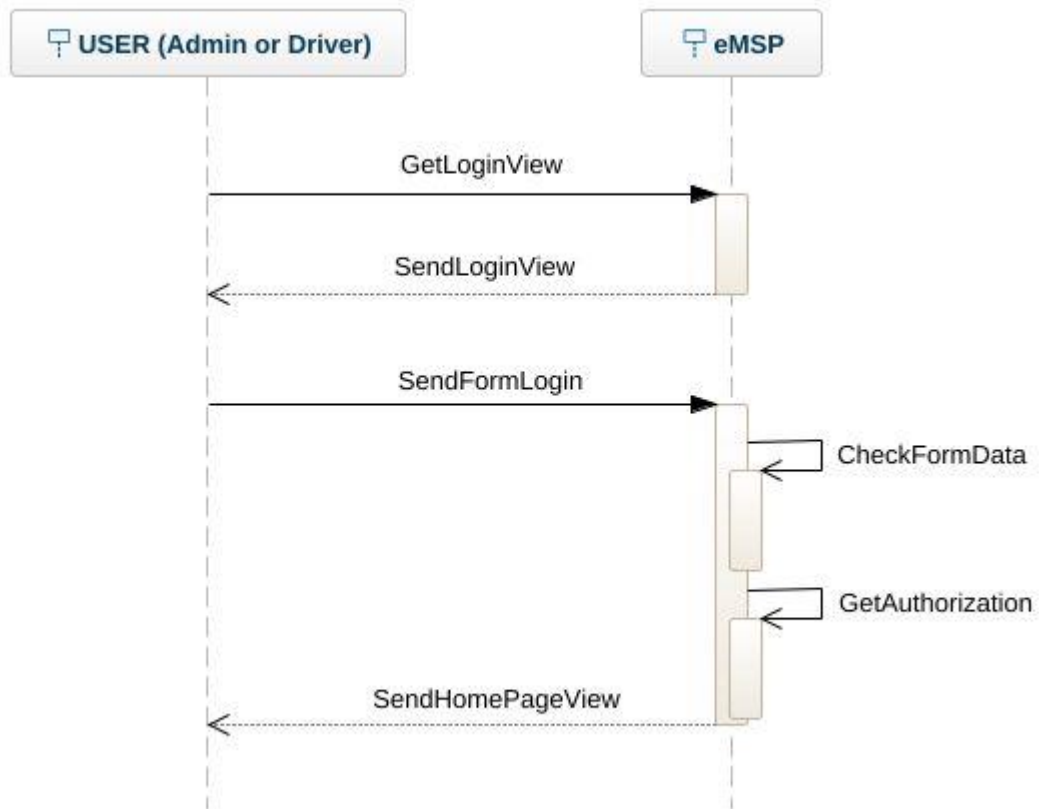 USER (Admin or Driver)
eMSP
GetLoginView
SendLoginView
SendFormLogin
CheckFormData
GetAuthorization
SendHomePageView